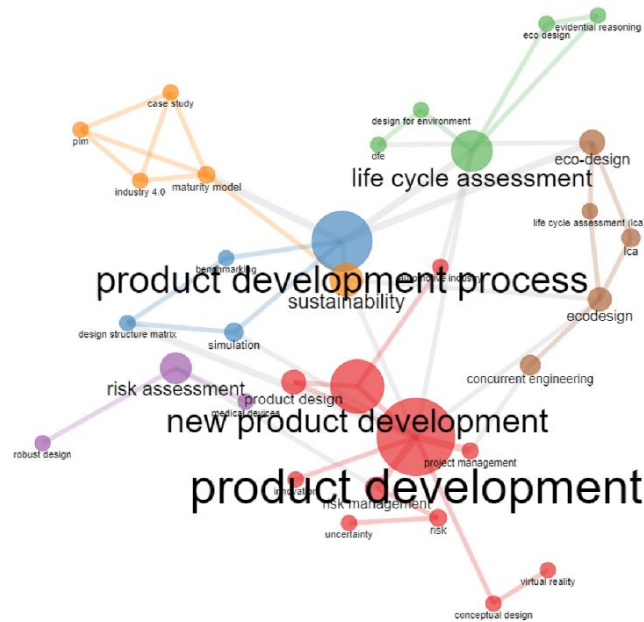 evidential reasoning
eco design
case study
design for environment
plm
dfe
eco-design
life cycle assessment
industry 4.0
maturity model
life cycle assessment (lca)
lca
benchmarking
automotive industry
product development process
sustainability
ecodesign
design structure matrix
simulation
concurrent engineering
risk assessment
product design
medical devices
new product development
robust design
project management
product development
innovation
risk management
uncertainty
risk
virtual reality
conceptual design